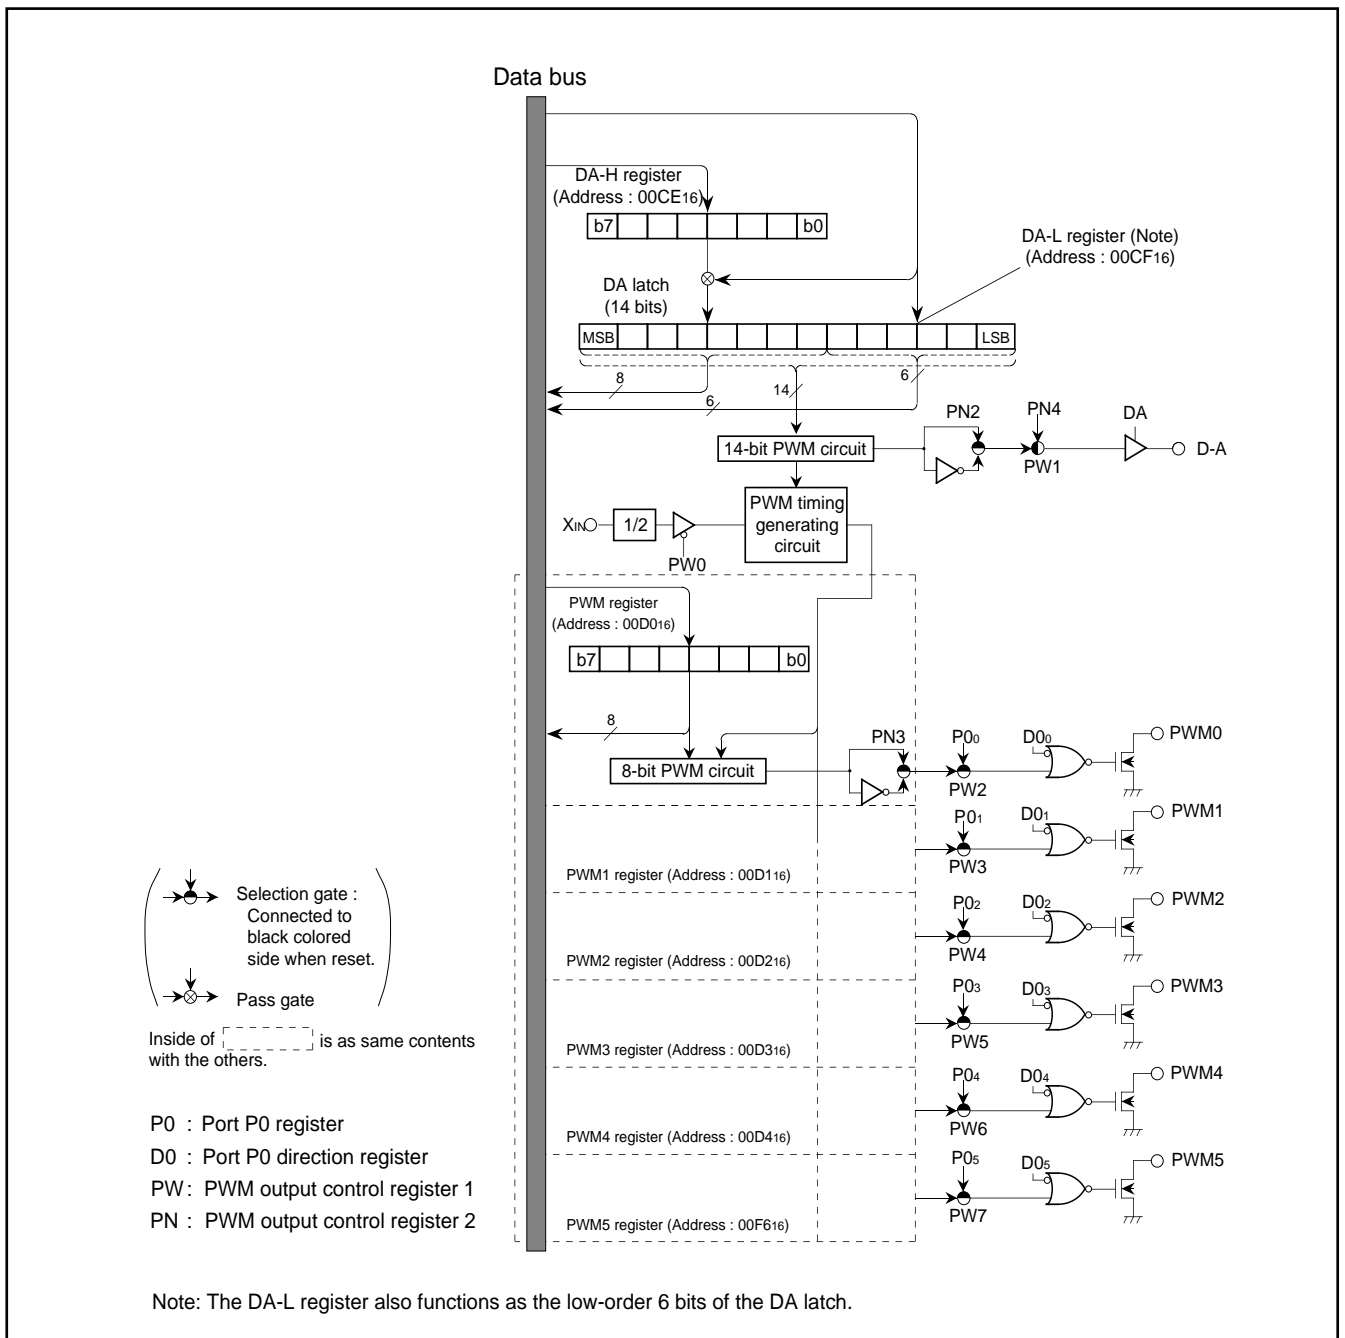 Data bus
DA-H register
(Address : 00CE16)
b7 b0
DA-L register (Note)
(Address : 00CF16)
DA latch
(14 bits)
MSB LSB
8
14
6
6
PN2
PN4
DA
14-bit PWM circuit
PW1
D-A
XIN
1/2
PW0
PWM timing
generating
circuit
PWM register
(Address : 00D016)
b7 b0
8
8-bit PWM circuit
PN3
P00
PW2
D00
PWM0
P01
PW3
D01
PWM1
PWM1 register (Address : 00D116)
P02
PW4
D02
PWM2
PWM2 register (Address : 00D216)
P03
PW5
D03
PWM3
PWM3 register (Address : 00D316)
P04
PW6
D04
PWM4
PWM4 register (Address : 00D416)
P05
PW7
D05
PWM5
PWM5 register (Address : 00F616)
Selection gate :
Connected to
black colored
side when reset.
Pass gate
Inside of is as same contents
with the others.
P0 : Port P0 register
D0 : Port P0 direction register
PW : PWM output control register 1
PN : PWM output control register 2
Note: The DA-L register also functions as the low-order 6 bits of the DA latch.